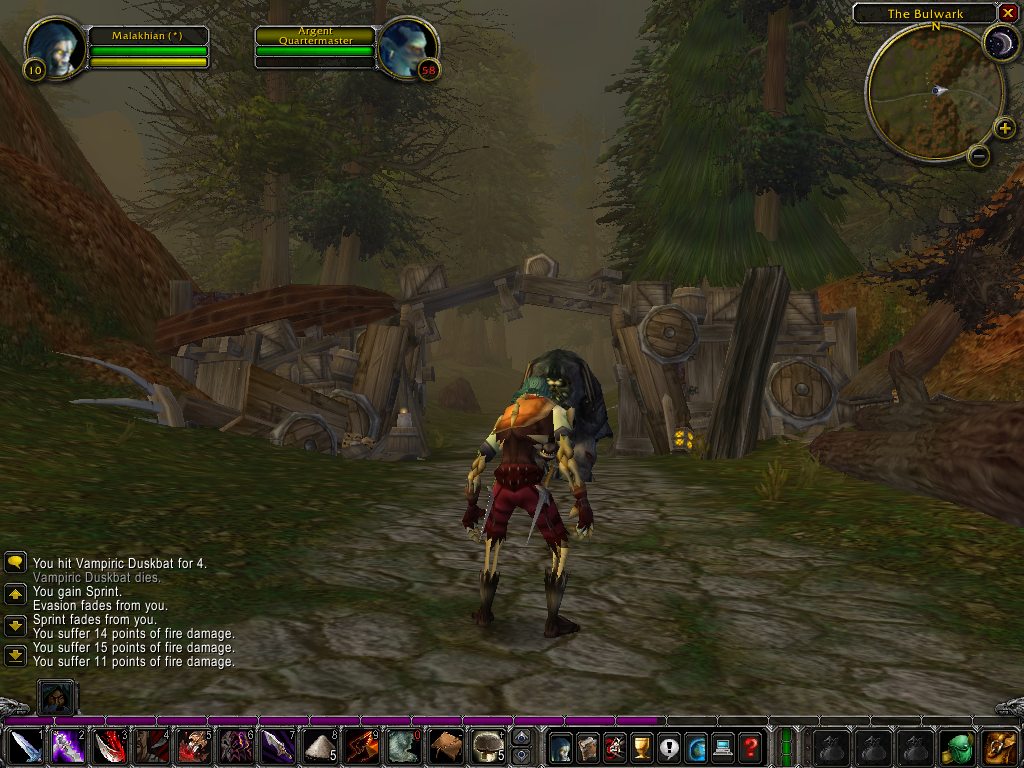 Malakhian (*)
10
Argent
Quartermaster
58
The Bulwark
N
You hit Vampiric Duskbat for 4.
Vampiric Duskbat dies.
You gain Sprint.
Evasion fades from you.
Sprint fades from you.
You suffer 14 points of fire damage.
You suffer 15 points of fire damage.
You suffer 11 points of fire damage.
2 3 5 6 8 9 0
5 5